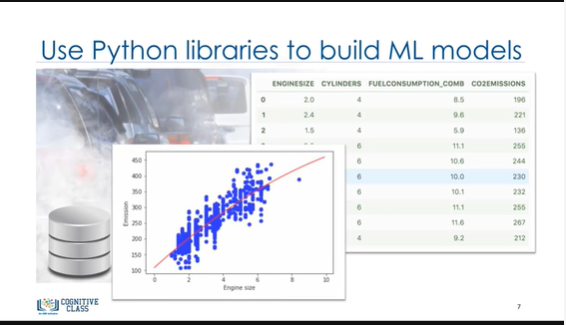 Use Python libraries to build ML models
ENGINESIZE CYLINDERS FUELCONSUMPTION_COMB CO2EMISSIONS
0 2.0 4 8.5 196
1 2.4 4 9.6 221
2 1.5 4 5.9 136
6 11.1 255
6 10.6 244
6 10.0 230
6 10.1 232
6 11.1 255
6 11.6 267
4 9.2 212
450
400
350
300
250
200
150
100
Emission
0 2 4 6 8 10
Engine size
COGNITIVE
CLASS
7